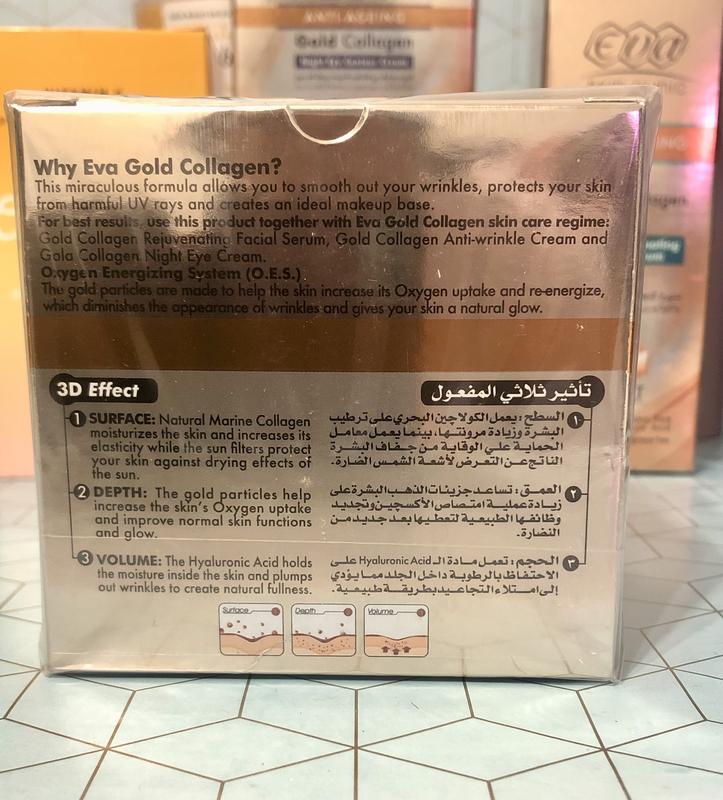 ANTI-AGEING
Gold Collagen
Eva
Why Eva Gold Collagen?
This miraculous formula allows you to smooth out your wrinkles, protects your skin
from harmful UV rays and creates an ideal makeup base.
For best results, use this product together with Eva Gold Collagen skin care regime:
Gold Collagen Rejuvenating Facial Serum, Gold Collagen Anti-wrinkle Cream and
Gold Collagen Night Eye Cream.
Oxygen Energizing System (O.E.S.)
The gold particles are made to help the skin increase its Oxygen uptake and re-energize,
which diminishes the appearance of wrinkles and gives your skin a natural glow.
3D Effect
1 SURFACE: Natural Marine Collagen
moisturizes the skin and increases its
elasticity while the sun filters protect
your skin against drying effects of
the sun.
2 DEPTH: The gold particles help
increase the skin's Oxygen uptake
and improve normal skin functions
and glow.
3 VOLUME: The Hyaluronic Acid holds
the moisture inside the skin and plumps
out wrinkles to create natural fullness.
تأثير ثلاثي المفعول
١ السطح: يعمل الكولاجين البحري على ترطيب
البشرة وزيادة مرونتها، بينما يعمل معامل
الحماية علي الوقاية من جفاف البشرة
الناتج عن التعرض لأشعة الشمس الضارة.
٢ العمق: تساعد جزيئات الذهب البشرة على
زيادة عملية امتصاص الأكسجين وتجديد
وظائفها الطبيعية لتعطيها بعد جديد من
النضارة.
٣ الحجم: تعمل مادة الـ Hyaluronic Acid على
الاحتفاظ بالرطوبة داخل الجلد مما يؤدي
إلى امتلاء التجاعيد بطريقة طبيعية.
Surface
Depth
Volume